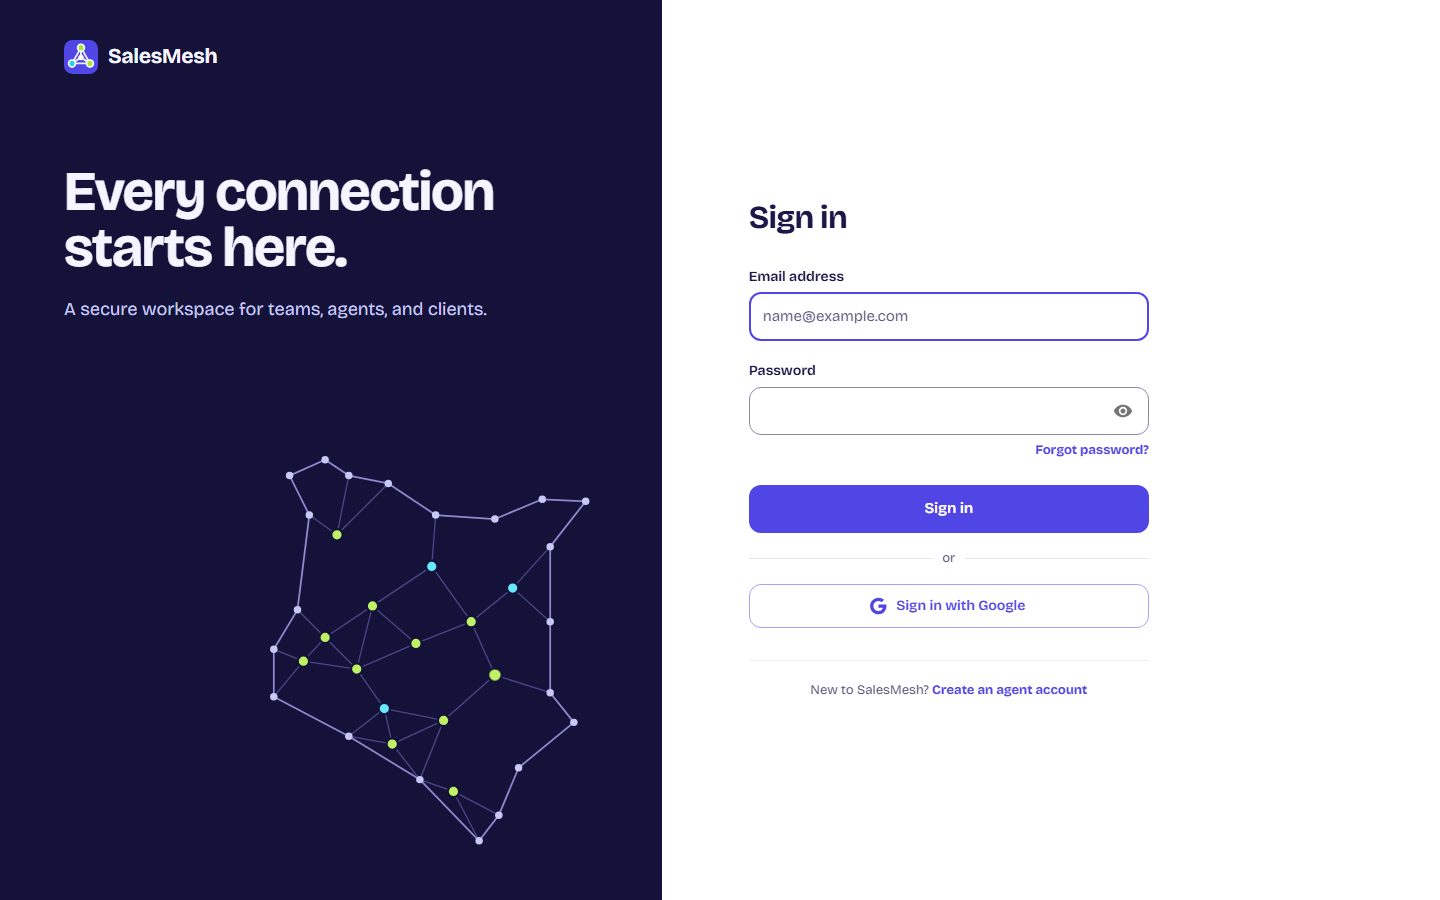 SalesMesh
Every connection
starts here.
A secure workspace for teams, agents, and clients.
Sign in
Email address
name@example.com
Password
Forgot password?
Sign in
or
Sign in with Google
New to SalesMesh? Create an agent account